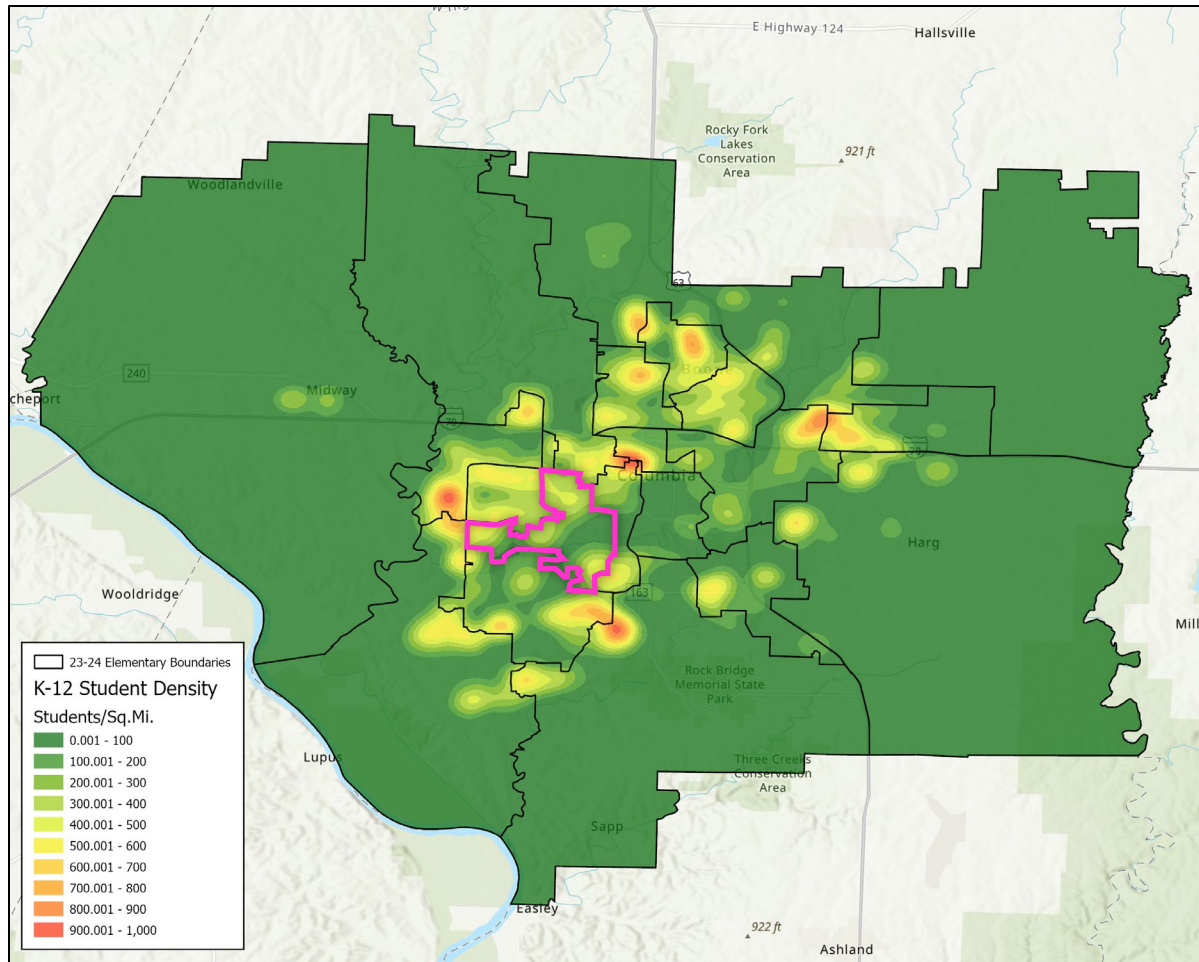 E Highway 124
Hallsville
Rocky Fork
Lakes
Conservation
Area
921 ft
Woodlandville
63
240
Midway
cheport
70
Columbia
70
Harg
Wooldridge
163
Mill
Rock Bridge
Memorial State
Park
Lupus
Three Creeks
Conservation
Area
Sapp
Easley
922 ft
Ashland
23-24 Elementary Boundaries
K-12 Student Density
Students/Sq.Mi.
0.001 - 100
100.001 - 200
200.001 - 300
300.001 - 400
400.001 - 500
500.001 - 600
600.001 - 700
700.001 - 800
800.001 - 900
900.001 - 1,000